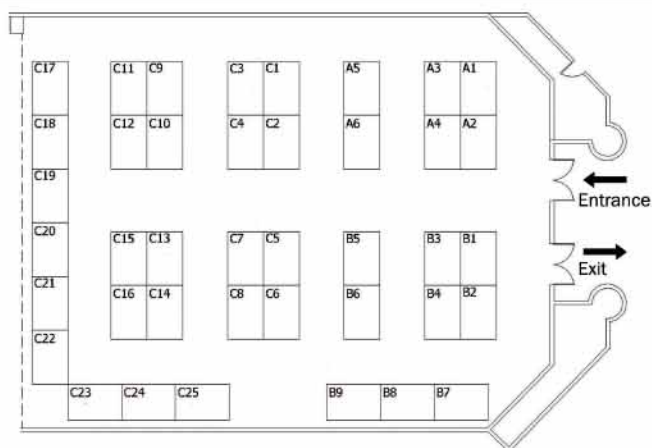 C17 C11 C9 C3 C1 A5 A3 A1
C18 C12 C10 C4 C2 A6 A4 A2
C19
Entrance
C20 C15 C13 C7 C5 B5 B3 B1
Exit
C21 C16 C14 C8 C6 B6 B4 B2
C22
C23 C24 C25 B9 B8 B7